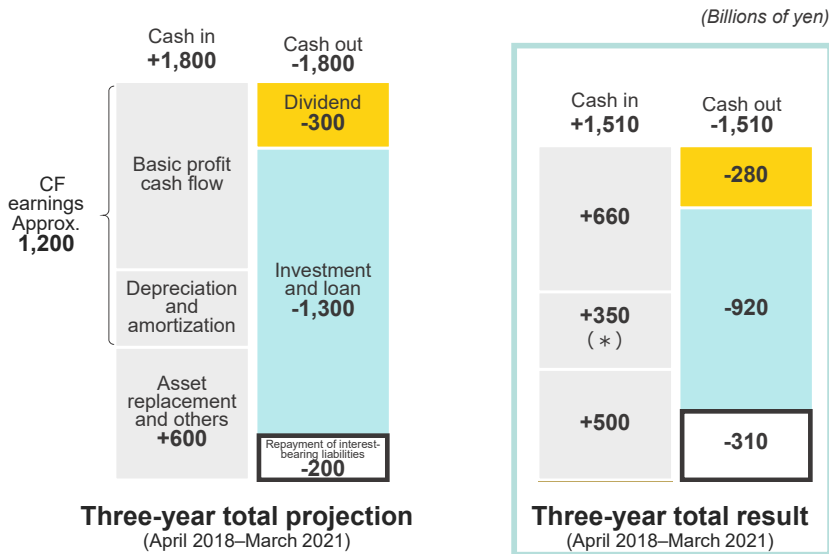 (Billions of yen)
Cash in
+1,800
Cash out
-1,800
Dividend
-300
Basic profit
cash flow
CF
earnings
Approx.
1,200
Investment
and loan
-1,300
Depreciation
and
amortization
Asset
replacement
and others
+600
Repayment of interest-
bearing liabilities
-200
Three-year total projection
(April 2018–March 2021)
Cash in
+1,510
Cash out
-1,510
-280
+660
-920
+350
(＊)
+500
-310
Three-year total result
(April 2018–March 2021)